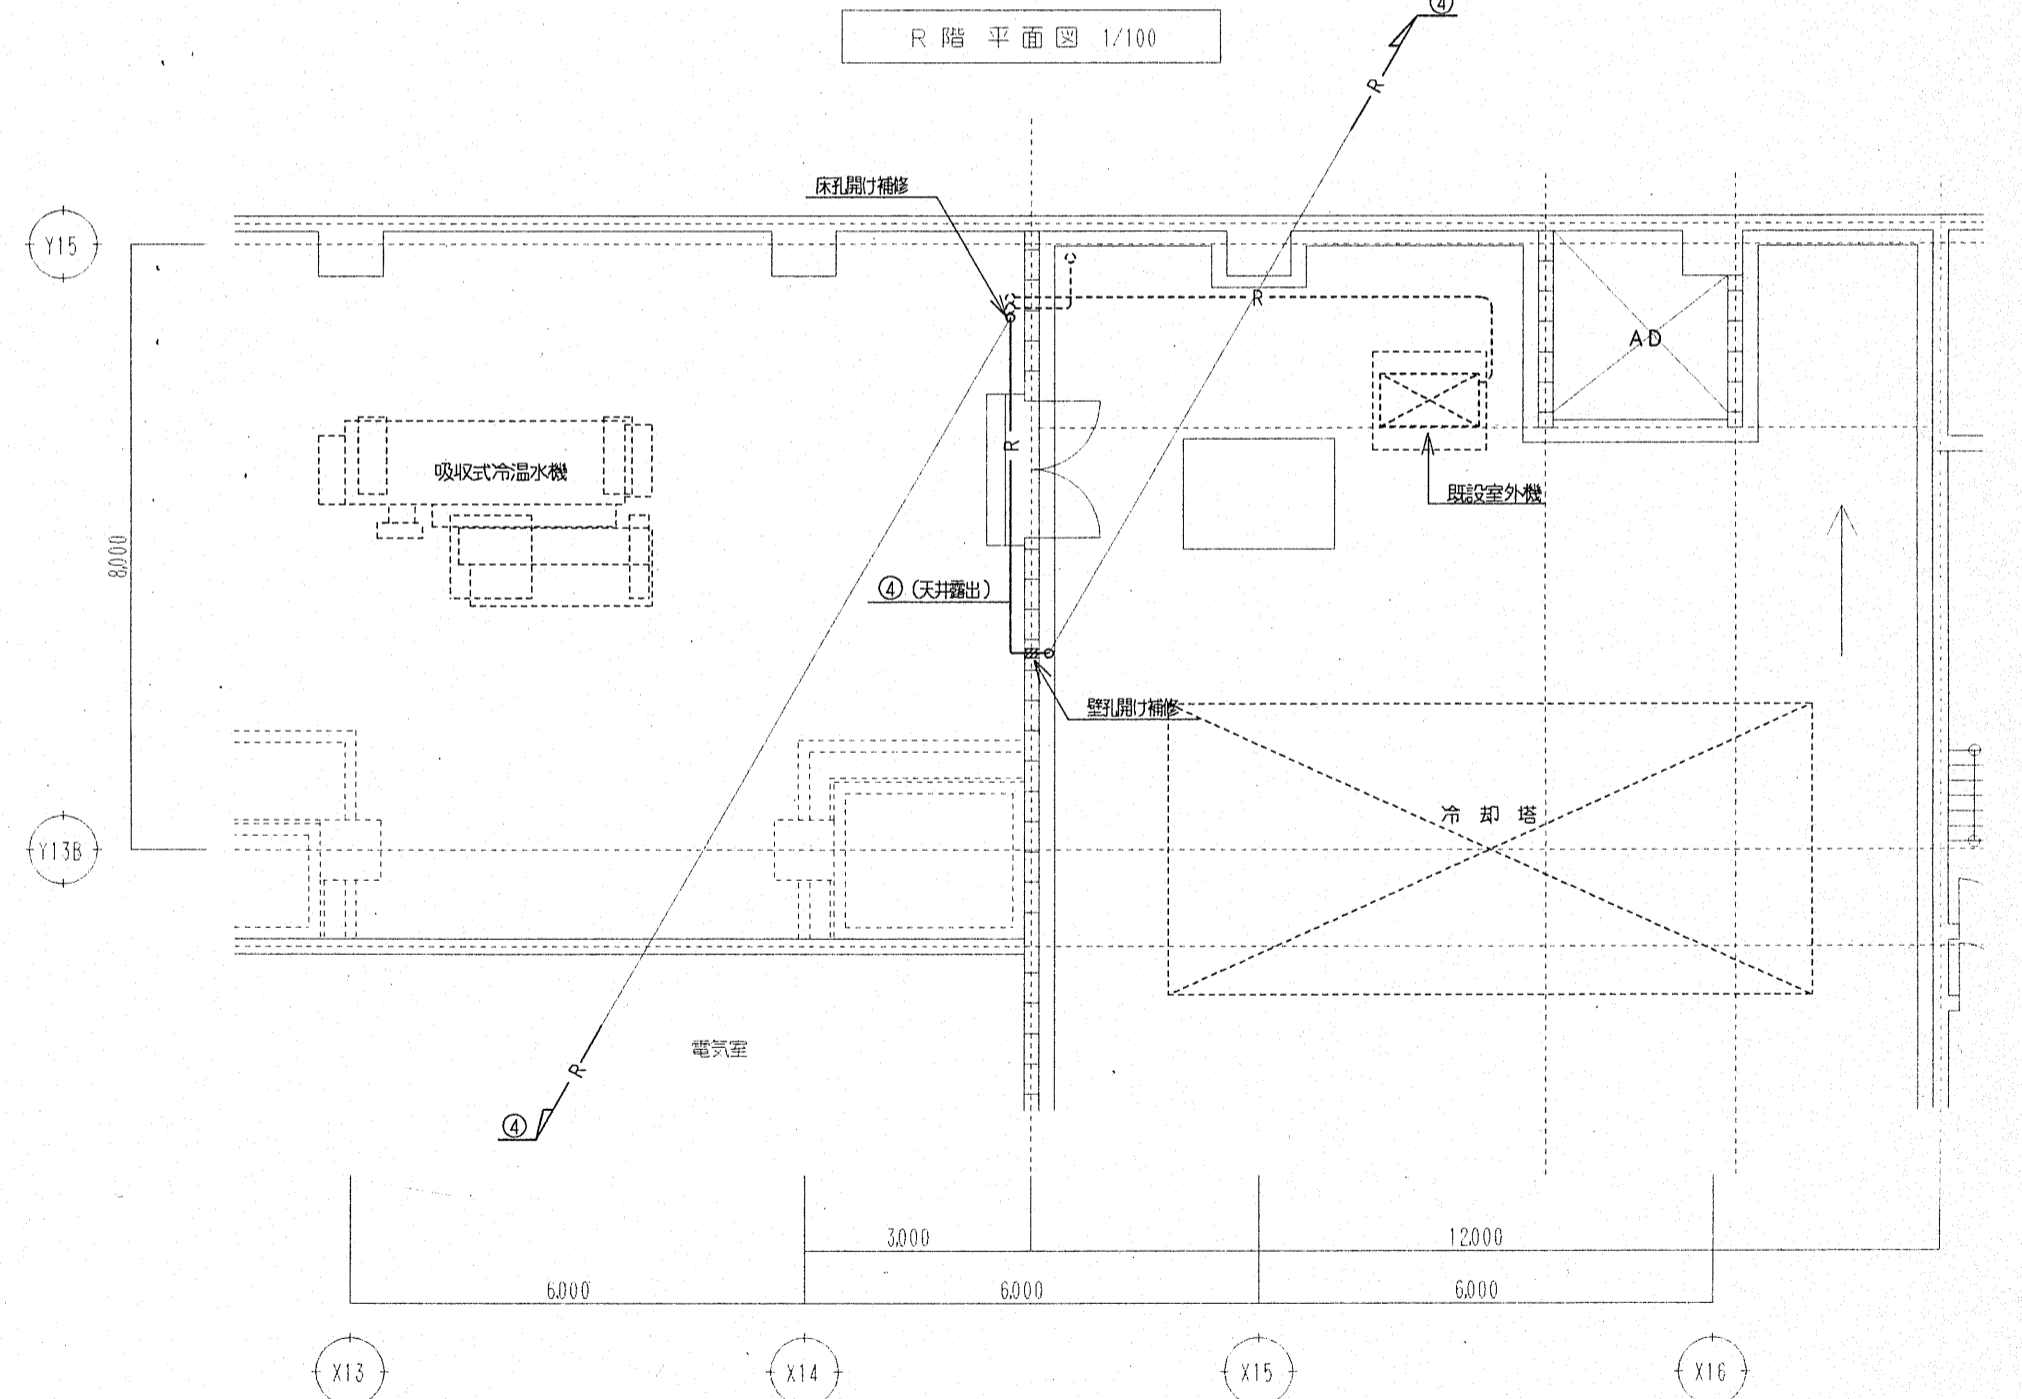 ④
R 階 平 面 図 1/100
R
床孔開け補修
Y15
R
AD
R
吸収式冷温水機
既設室外機
8,000
④ (天井露出)
壁孔開け補修
冷 却 塔
Y13B
電気室
R
④
3,000
12,000
6,000
6,000
6,000
X13
X14
X15
X16